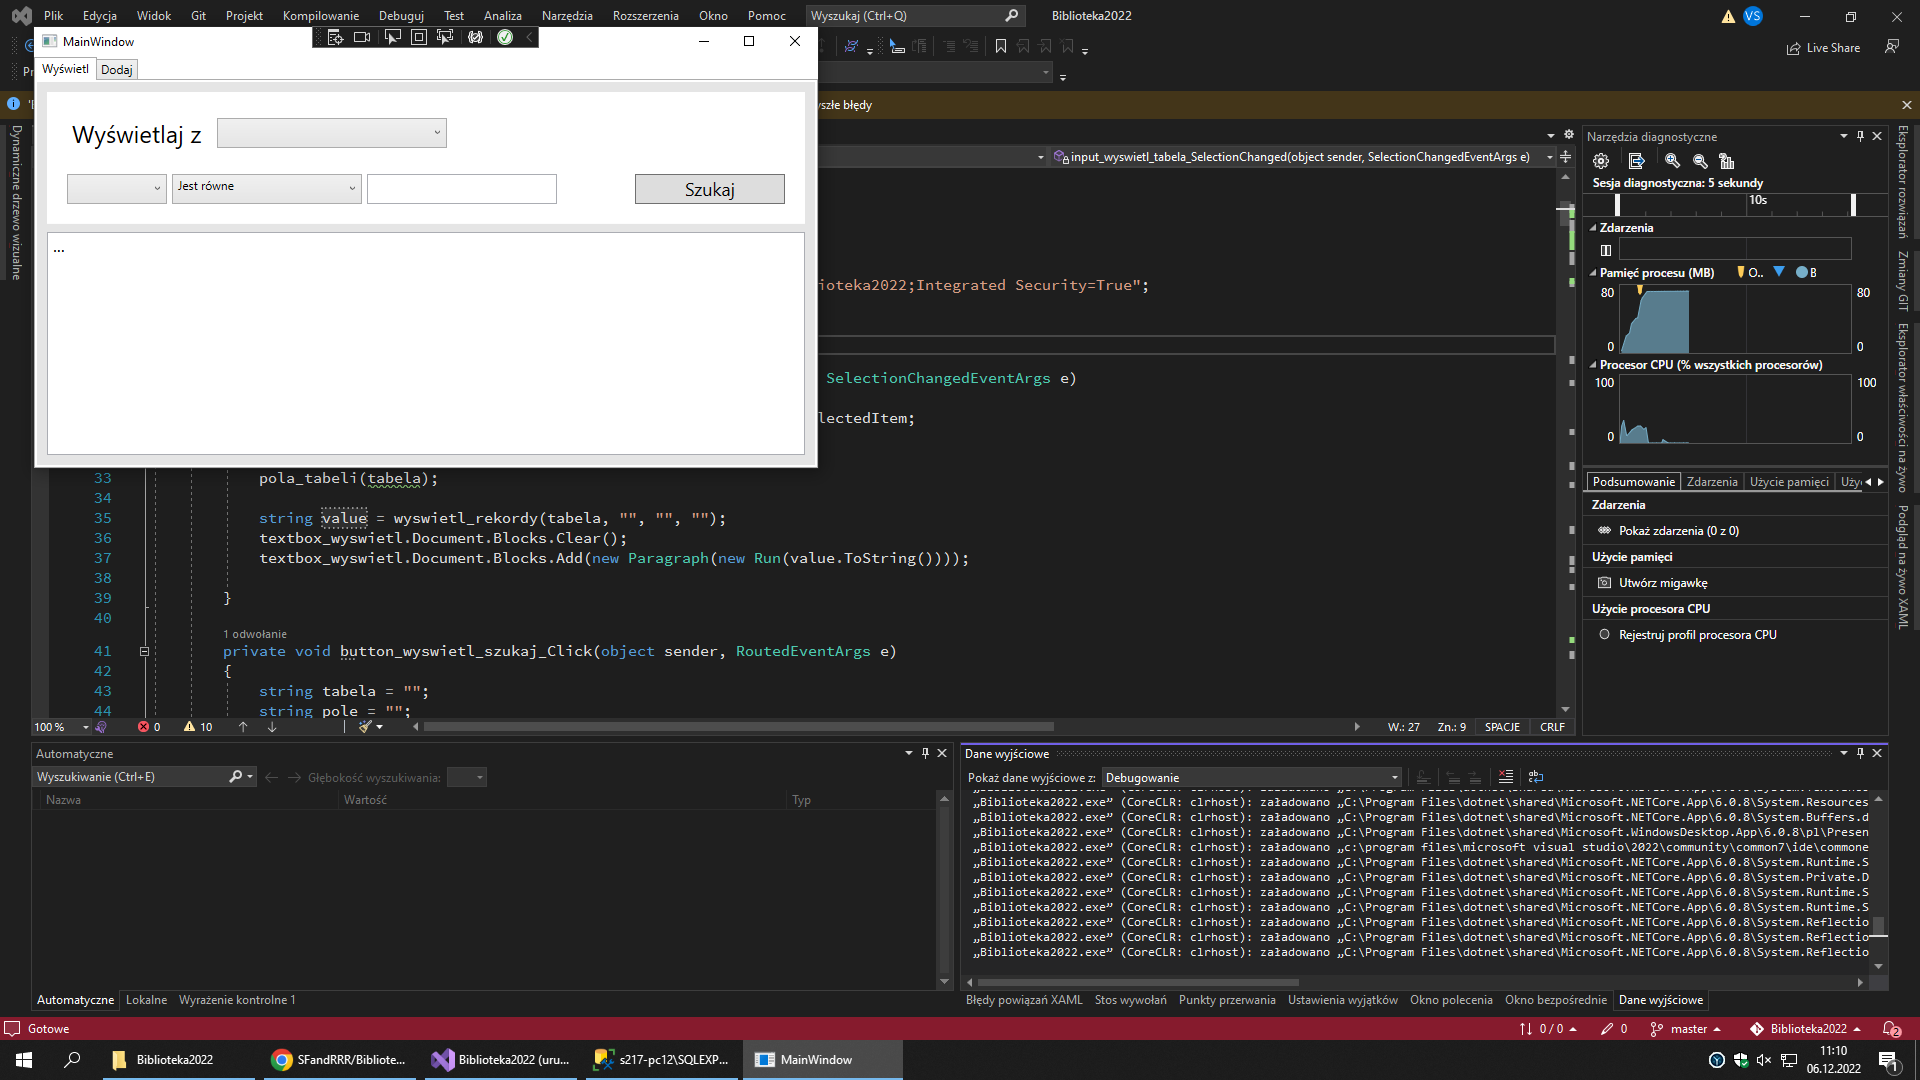 Plik Edycja Widok Git Projekt Kompilowanie Debuguj Test Analiza Narzędzia Rozszerzenia Okno Pomoc Wyszukaj (Ctrl+Q) Biblioteka2022 VS
MainWindow
Live Share
Wyświetl Dodaj
szłe błędy
Wyświetlaj z
Jest równe Szukaj
...
Dynamiczne drzewo wizualne
input_wyswietl_tabela_SelectionChanged(object sender, SelectionChangedEventArgs e)
ioteka2022;Integrated Security=True";
SelectionChangedEventArgs e)
lectedItem;
33 pola_tabeli(tabela);
34
35 string value = wyswietl_rekordy(tabela, "", "", "");
36 textbox_wyswietl.Document.Blocks.Clear();
37 textbox_wyswietl.Document.Blocks.Add(new Paragraph(new Run(value.ToString())));
38
39 }
40
1 odwołanie
41 private void button_wyswietl_szukaj_Click(object sender, RoutedEventArgs e)
42 {
43 string tabela = "";
44 string pole = "";
100 % 0 10 W.: 27 Zn.: 9 SPACJE CRLF
Narzędzia diagnostyczne
Sesja diagnostyczna: 5 sekundy
10s
Zdarzenia
Pamięć procesu (MB) O.. B
80 80
0 0
Procesor CPU (% wszystkich procesorów)
100 100
0 0
Podsumowanie Zdarzenia Użycie pamięci Uży
Zdarzenia
Pokaż zdarzenia (0 z 0)
Użycie pamięci
Utwórz migawkę
Użycie procesora CPU
Rejestruj profil procesora CPU
Eksplorator rozwiązań
Zmiany GIT
Eksplorator właściwości na żywo
Podgląd na żywo XAML
Automatyczne
Wyszukiwanie (Ctrl+E) Głębokość wyszukiwania:
Nazwa Wartość Typ
Automatyczne Lokalne Wyrażenie kontrolne 1
Dane wyjściowe
Pokaż dane wyjściowe z: Debugowanie
„Biblioteka2022.exe” (CoreCLR: clrhost): załadowano „C:\Program Files\dotnet\shared\Microsoft.NETCore.App\6.0.8\System.Resources
„Biblioteka2022.exe” (CoreCLR: clrhost): załadowano „C:\Program Files\dotnet\shared\Microsoft.NETCore.App\6.0.8\System.Buffers.d
„Biblioteka2022.exe” (CoreCLR: clrhost): załadowano „C:\Program Files\dotnet\shared\Microsoft.WindowsDesktop.App\6.0.8\pl\Presen
„Biblioteka2022.exe” (CoreCLR: clrhost): załadowano „c:\program files\microsoft visual studio\2022\community\common7\ide\commone
„Biblioteka2022.exe” (CoreCLR: clrhost): załadowano „C:\Program Files\dotnet\shared\Microsoft.NETCore.App\6.0.8\System.Runtime.S
„Biblioteka2022.exe” (CoreCLR: clrhost): załadowano „C:\Program Files\dotnet\shared\Microsoft.NETCore.App\6.0.8\System.Private.D
„Biblioteka2022.exe” (CoreCLR: clrhost): załadowano „C:\Program Files\dotnet\shared\Microsoft.NETCore.App\6.0.8\System.Runtime.S
„Biblioteka2022.exe” (CoreCLR: clrhost): załadowano „C:\Program Files\dotnet\shared\Microsoft.NETCore.App\6.0.8\System.Runtime.S
„Biblioteka2022.exe” (CoreCLR: clrhost): załadowano „C:\Program Files\dotnet\shared\Microsoft.NETCore.App\6.0.8\System.Reflectio
„Biblioteka2022.exe” (CoreCLR: clrhost): załadowano „C:\Program Files\dotnet\shared\Microsoft.NETCore.App\6.0.8\System.Reflectio
„Biblioteka2022.exe” (CoreCLR: clrhost): załadowano „C:\Program Files\dotnet\shared\Microsoft.NETCore.App\6.0.8\System.Reflectio
Błędy powiązań XAML Stos wywołań Punkty przerwania Ustawienia wyjątków Okno polecenia Okno bezpośrednie Dane wyjściowe
Gotowe 0 / 0 0 master Biblioteka2022 2
Biblioteka2022 SFandRRR/Bibliote... Biblioteka2022 (uru... s217-pc12\SQLEXP... MainWindow
11:10
06.12.2022
1